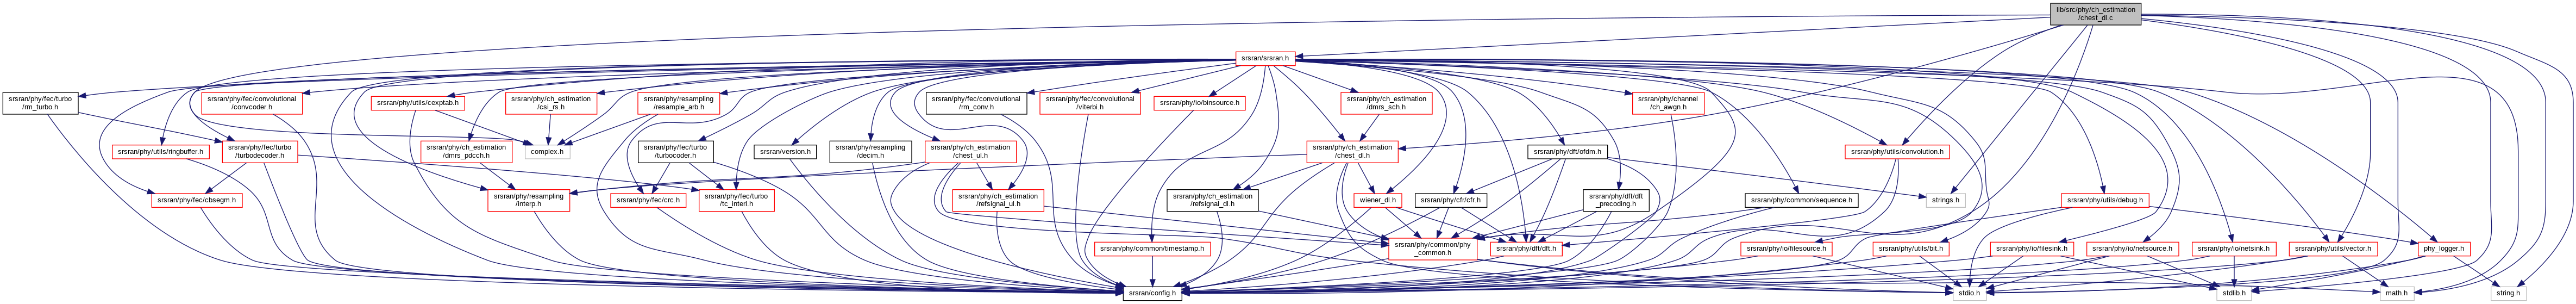 lib/src/phy/ch_estimation
/chest_dl.c
srsran/srsran.h
srsran/phy/fec/turbo
/rm_turbo.h
srsran/phy/fec/convolutional
/convcoder.h
srsran/phy/utils/cexptab.h
srsran/phy/ch_estimation
/csi_rs.h
srsran/phy/resampling
/resample_arb.h
srsran/phy/fec/convolutional
/rm_conv.h
srsran/phy/fec/convolutional
/viterbi.h
srsran/phy/io/binsource.h
srsran/phy/ch_estimation
/dmrs_sch.h
srsran/phy/channel
/ch_awgn.h
srsran/phy/utils/ringbuffer.h
srsran/phy/fec/turbo
/turbodecoder.h
srsran/phy/ch_estimation
/dmrs_pdcch.h
complex.h
srsran/phy/fec/turbo
/turbocoder.h
srsran/version.h
srsran/phy/resampling
/decim.h
srsran/phy/ch_estimation
/chest_ul.h
srsran/phy/ch_estimation
/chest_dl.h
srsran/phy/dft/ofdm.h
srsran/phy/utils/convolution.h
srsran/phy/fec/cbsegm.h
srsran/phy/resampling
/interp.h
srsran/phy/fec/crc.h
srsran/phy/fec/turbo
/tc_interl.h
srsran/phy/ch_estimation
/refsignal_ul.h
srsran/phy/ch_estimation
/refsignal_dl.h
wiener_dl.h
srsran/phy/cfr/cfr.h
srsran/phy/dft/dft
_precoding.h
srsran/phy/common/sequence.h
strings.h
srsran/phy/utils/debug.h
srsran/phy/common/timestamp.h
srsran/phy/common/phy
_common.h
srsran/phy/dft/dft.h
srsran/phy/io/filesource.h
srsran/phy/utils/bit.h
srsran/phy/io/filesink.h
srsran/phy/io/netsource.h
srsran/phy/io/netsink.h
srsran/phy/utils/vector.h
phy_logger.h
srsran/config.h
stdio.h
stdlib.h
math.h
string.h